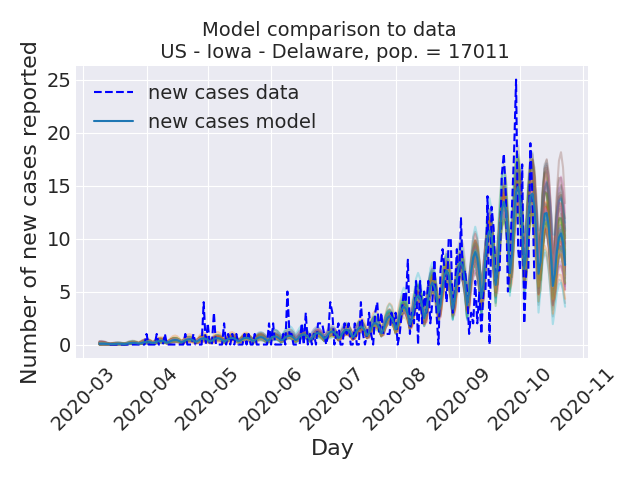 Model comparison to data
US - Iowa - Delaware, pop. = 17011
new cases data
new cases model
Number of new cases reported
25
20
15
10
5
0
2020-03
2020-04
2020-05
2020-06
2020-07
2020-08
2020-09
2020-10
2020-11
Day